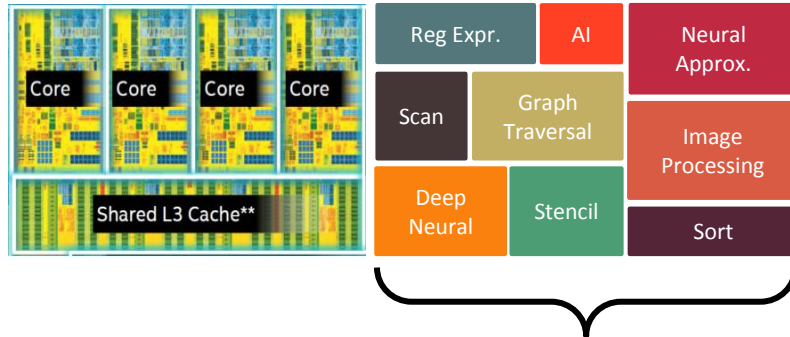 Core
Core
Core
Core
Shared L3 Cache**
Reg Expr.
AI
Neural
Approx.
Scan
Graph
Traversal
Image
Processing
Deep
Neural
Stencil
Sort